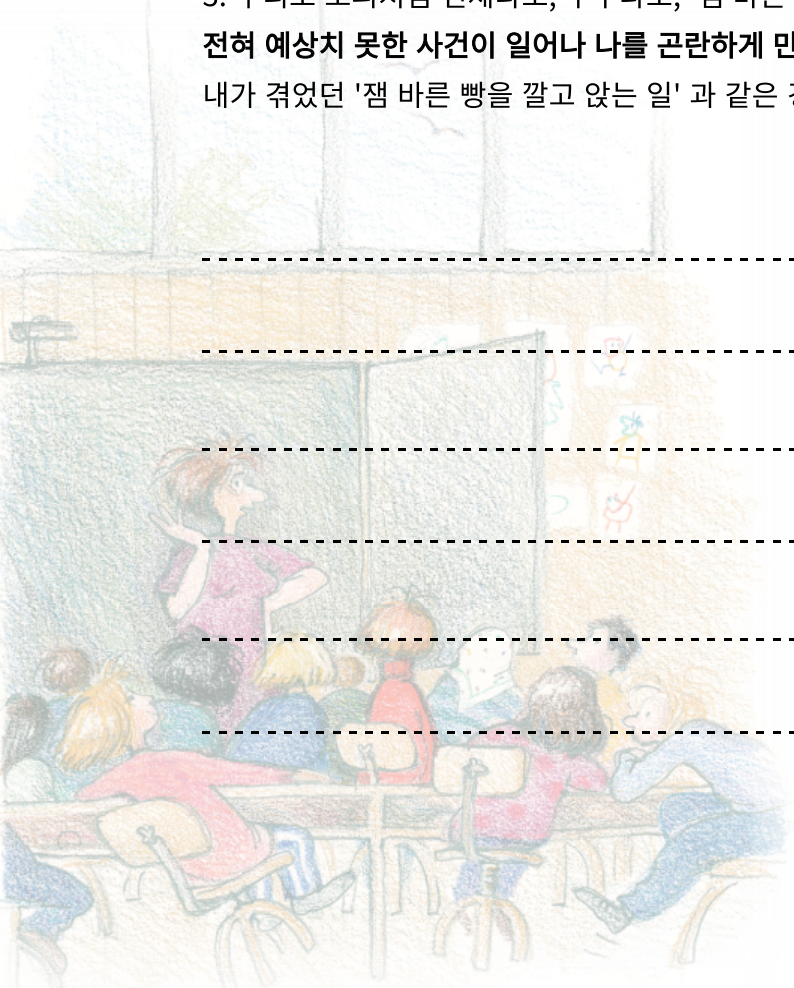 전혀 예상치 못한 사건이 일어나 나를 곤란하게
내가 겪었던 '잼 바른 빵을 깔고 앉는 일' 과 같은